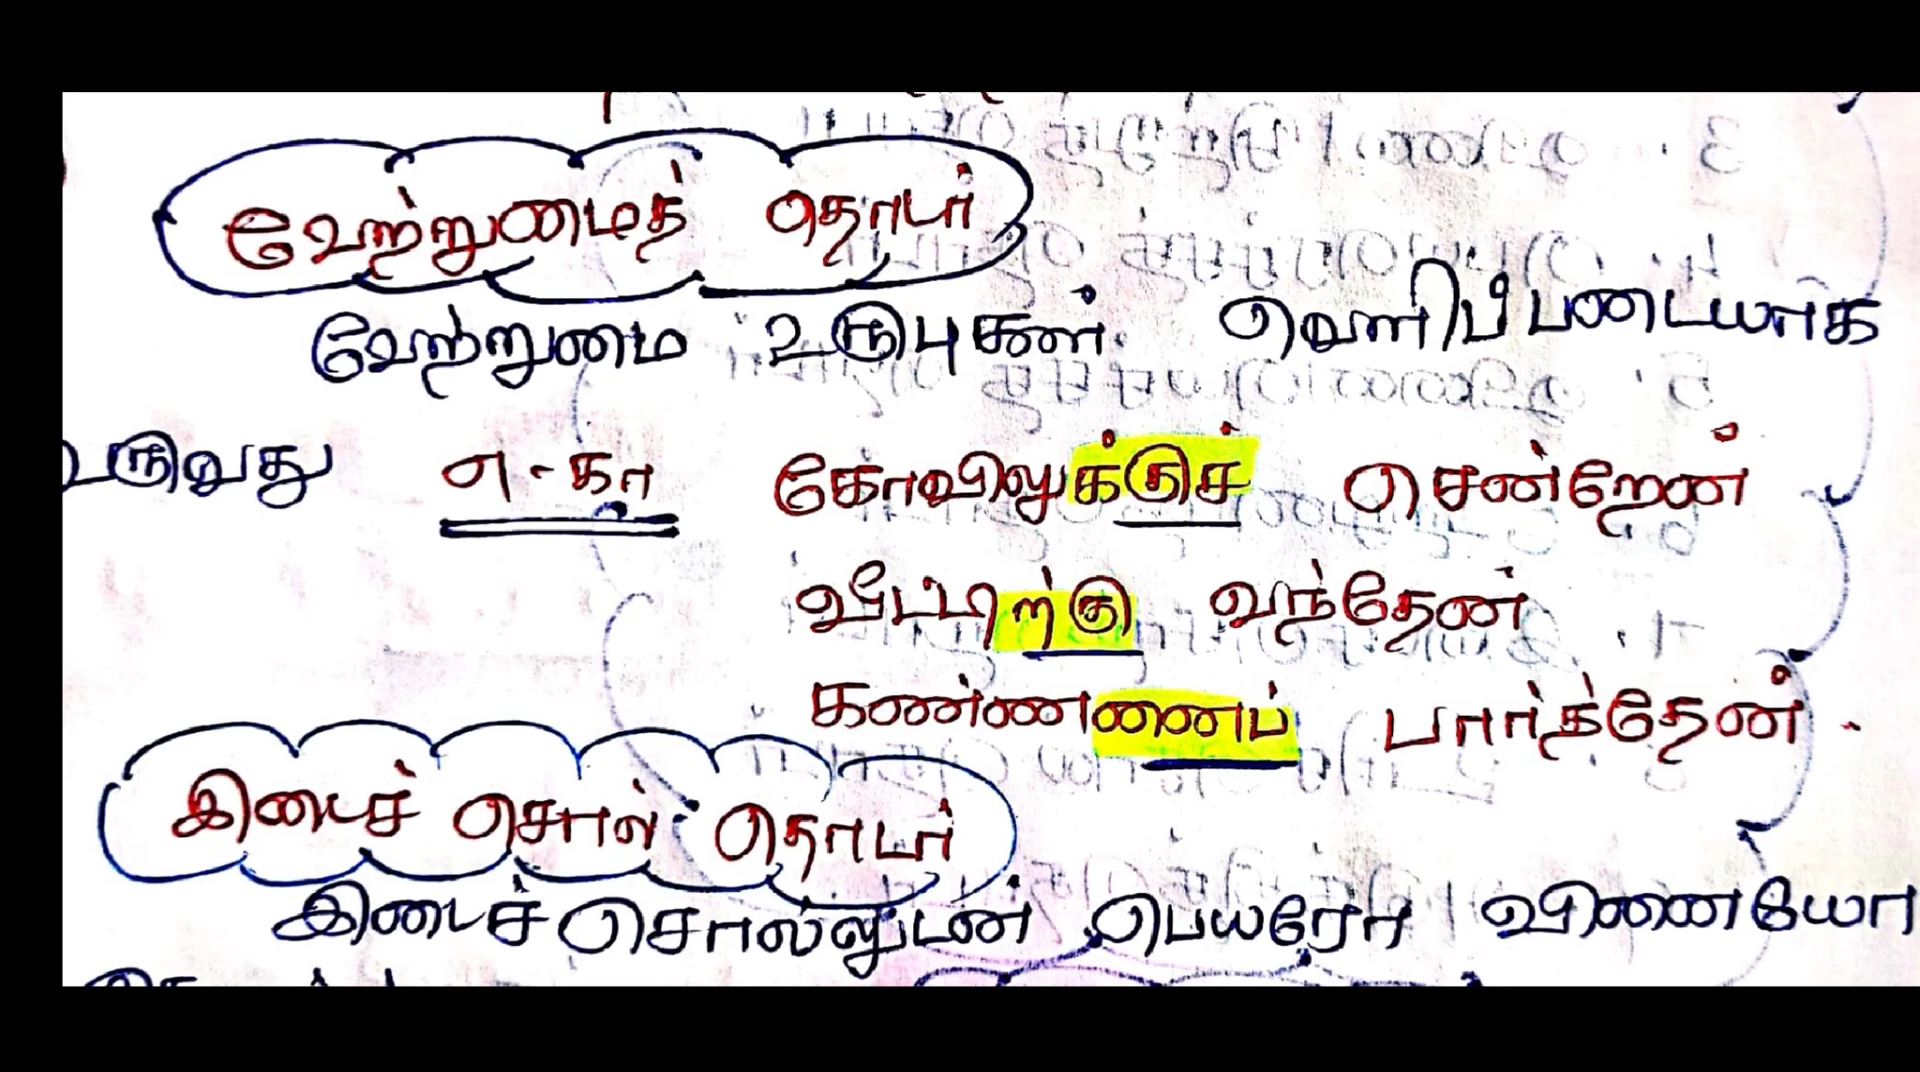 வேற்றுமைத் தொடர்
வேற்றுமை உருபுகள் வெளிப்படையாக
வருவது எ-கா கோவிலுக்குச் சென்றேன்
வீட்டிற்கு வந்தேன்
கண்ணனைப் பார்த்தேன்.
இடைச் சொல் தொடர்
இடைச்சொல்லுடன் பெயரோ வினையோ